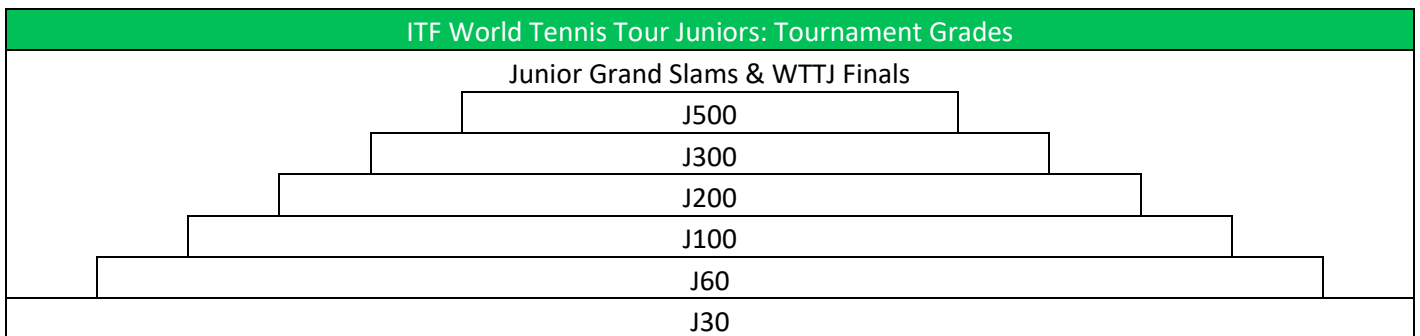 ITF World Tennis Tour Juniors: Tournament Grades
Junior Grand Slams & WTTJ Finals
J500
J300
J200
J100
J60
J30